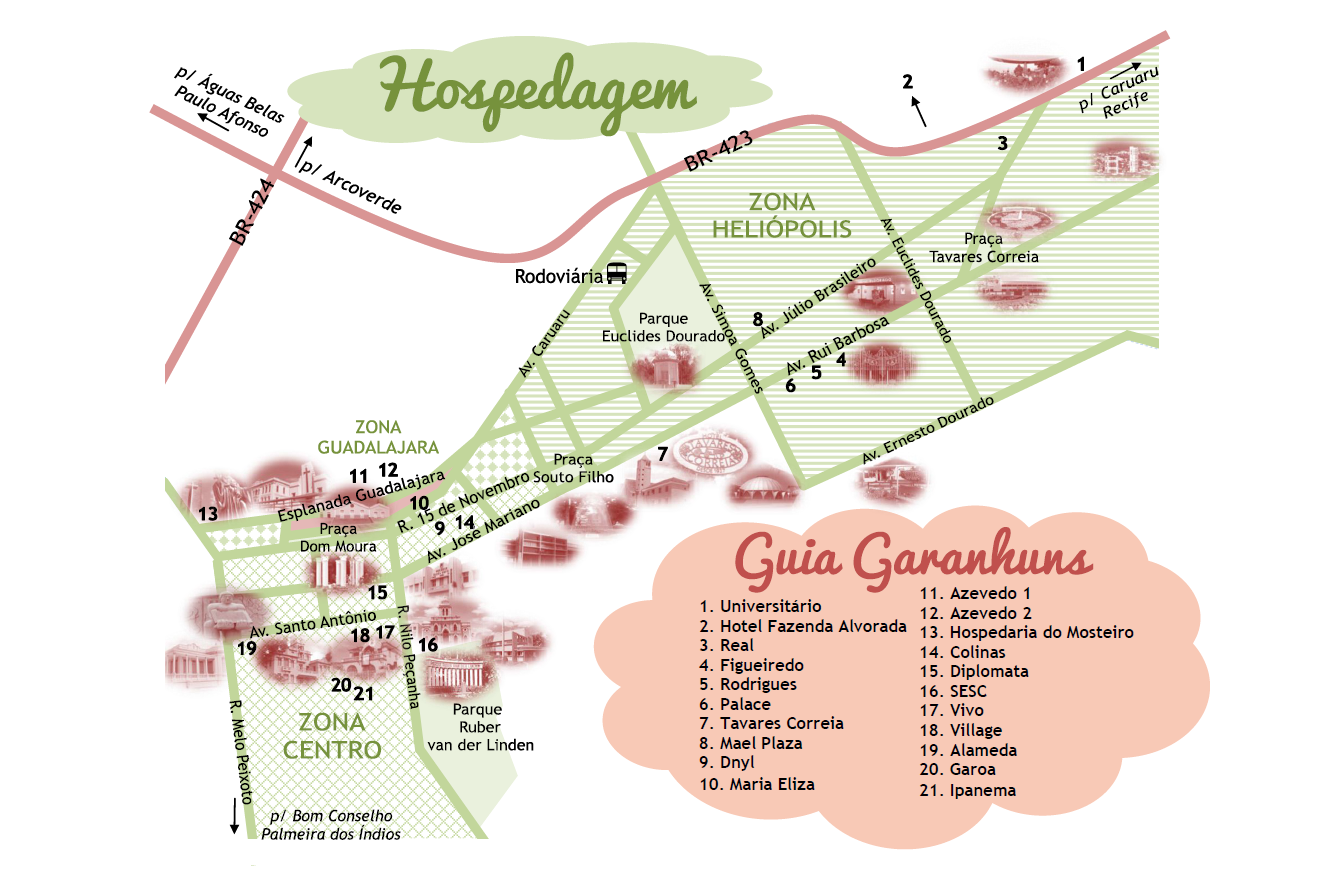 Hospedagem
p/ Águas Belas
Paulo Afonso
p/ Arcoverde
BR-424
BR-423
1
2
3
p/ Caruaru
Recife
ZONA
HELIÓPOLIS
Praça
Tavares Correia
Rodoviária
Av. Caruaru
Parque
Euclides Dourado
Av. Simoa Gomes
8
Av. Júlio Brasileiro
Av. Euclides Dourado
Av. Rui Barbosa
4
5
6
Av. Ernesto Dourado
7
TAVARES
CORREIA
Praça
Souto Filho
ZONA
GUADALAJARA
11
12
Esplanada Guadalajara
13
10
R. 15 de Novembro
9
14
Av. José Mariano
Praça
Dom Moura
15
Av. Santo Antônio
R. Nilo Peçanha
16
17
18
19
20
21
ZONA
CENTRO
R. Melo Peixoto
Parque
Ruber
van der Linden
p/ Bom Conselho
Palmeira dos Índios
Guia Garanhuns
1. Universitário
2. Hotel Fazenda Alvorada
3. Real
4. Figueiredo
5. Rodrigues
6. Palace
7. Tavares Correia
8. Mael Plaza
9. Dnyl
10. Maria Eliza
11. Azevedo 1
12. Azevedo 2
13. Hospedaria do Mosteiro
14. Colinas
15. Diplomata
16. SESC
17. Vivo
18. Village
19. Alameda
20. Garoa
21. Ipanema